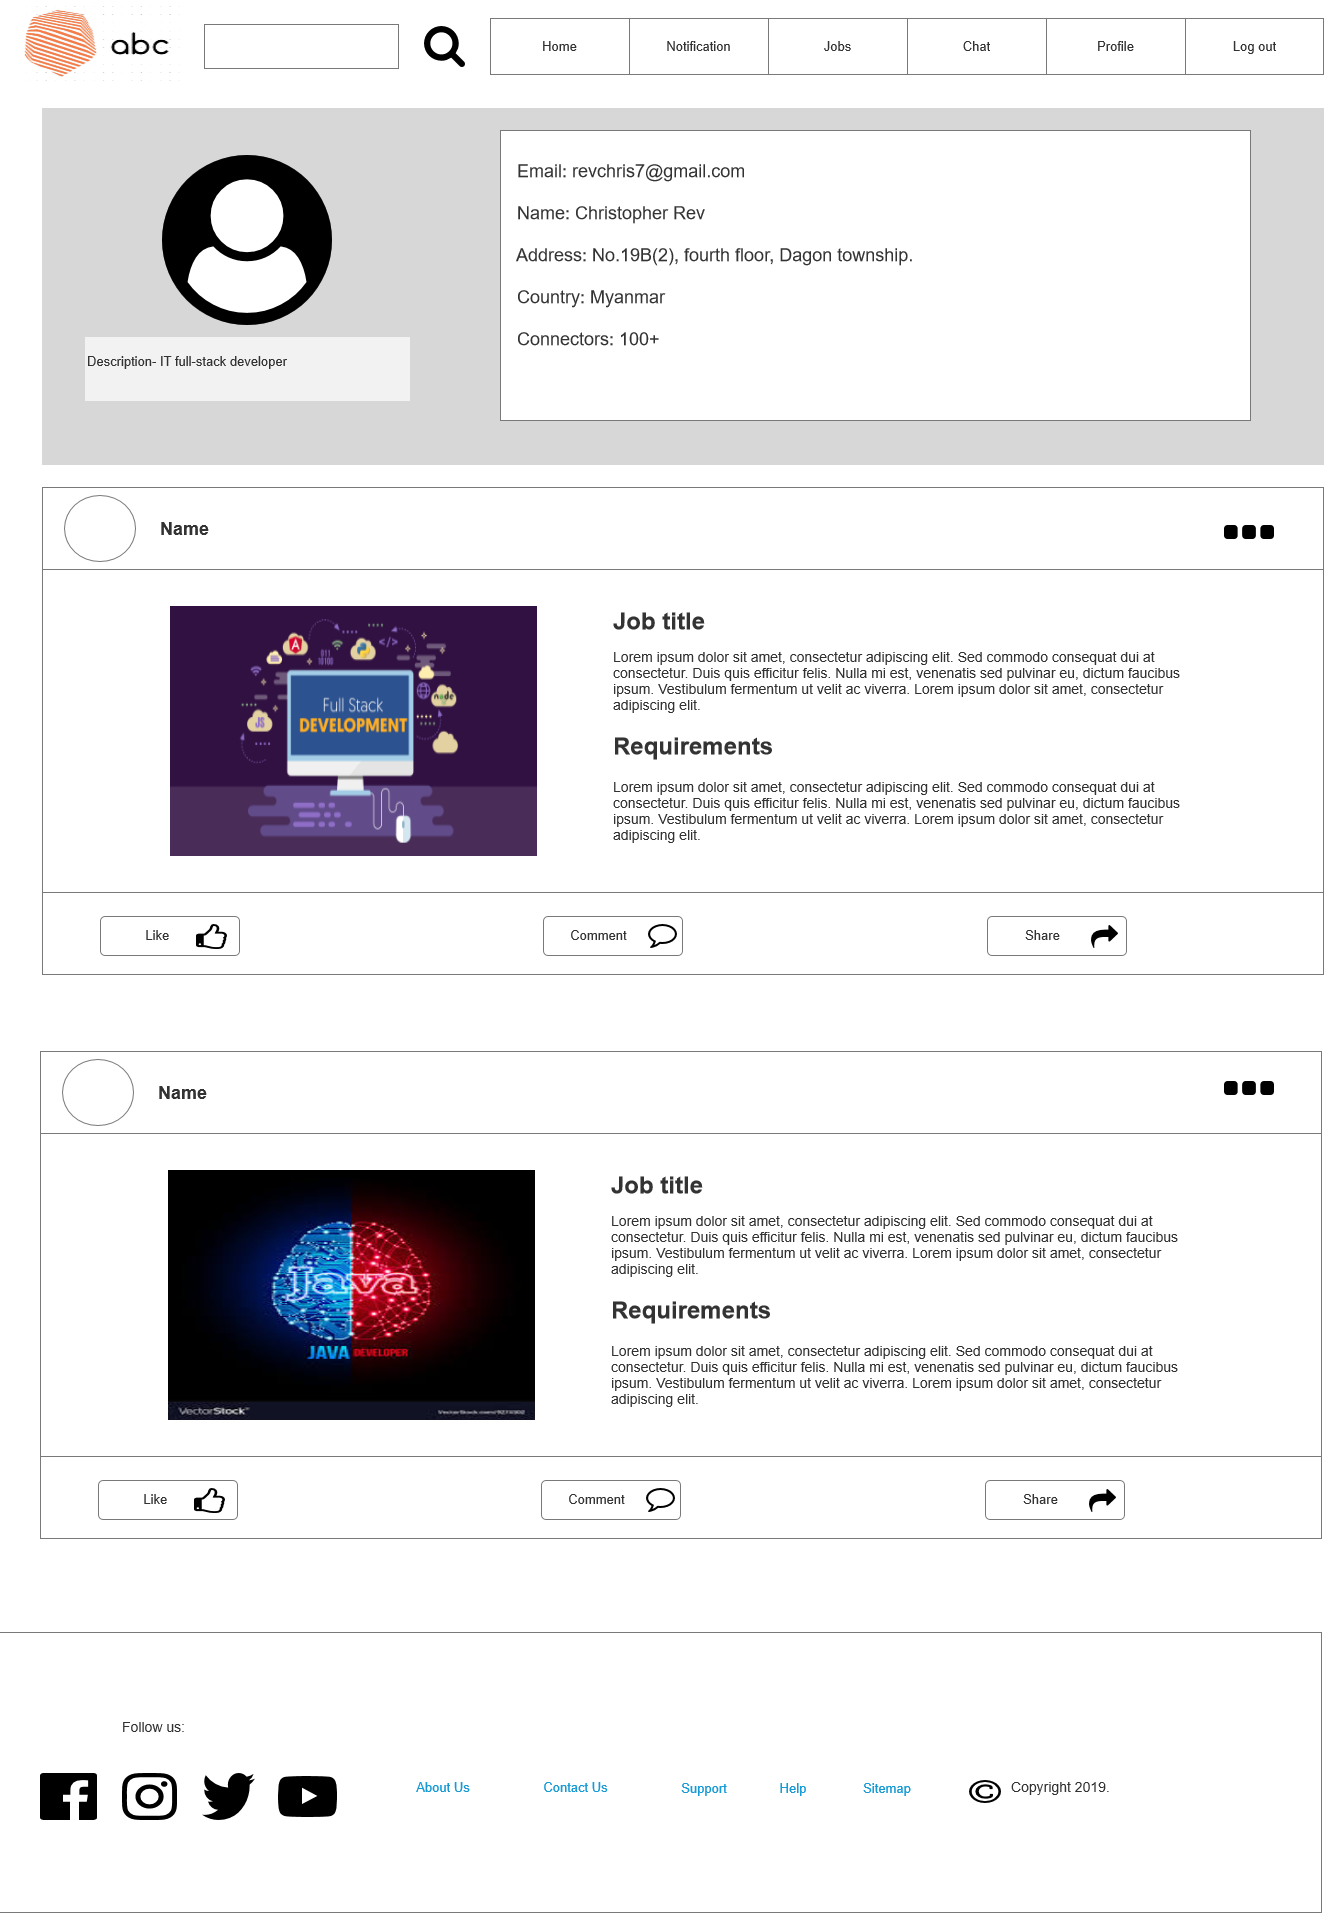 abc
Home
Notification
Jobs
Chat
Profile
Log out
Email: revchris7@gmail.com
Name: Christopher Rev
Address: No.19B(2), fourth floor, Dagon township.
Country: Myanmar
Connectors: 100+
Description- IT full-stack developer
Name
Full Stack
DEVELOPMENT
JS
node
Job title
Lorem ipsum dolor sit amet, consectetur adipiscing elit. Sed commodo consequat dui at
consectetur. Duis quis efficitur felis. Nulla mi est, venenatis sed pulvinar eu, dictum faucibus
ipsum. Vestibulum fermentum ut velit ac viverra. Lorem ipsum dolor sit amet, consectetur
adipiscing elit.
Requirements
Lorem ipsum dolor sit amet, consectetur adipiscing elit. Sed commodo consequat dui at
consectetur. Duis quis efficitur felis. Nulla mi est, venenatis sed pulvinar eu, dictum faucibus
ipsum. Vestibulum fermentum ut velit ac viverra. Lorem ipsum dolor sit amet, consectetur
adipiscing elit.
Like
Comment
Share
Name
java
JAVA DEVELOPER
VectorStock
Job title
Lorem ipsum dolor sit amet, consectetur adipiscing elit. Sed commodo consequat dui at
consectetur. Duis quis efficitur felis. Nulla mi est, venenatis sed pulvinar eu, dictum faucibus
ipsum. Vestibulum fermentum ut velit ac viverra. Lorem ipsum dolor sit amet, consectetur
adipiscing elit.
Requirements
Lorem ipsum dolor sit amet, consectetur adipiscing elit. Sed commodo consequat dui at
consectetur. Duis quis efficitur felis. Nulla mi est, venenatis sed pulvinar eu, dictum faucibus
ipsum. Vestibulum fermentum ut velit ac viverra. Lorem ipsum dolor sit amet, consectetur
adipiscing elit.
Like
Comment
Share
Follow us:
About Us
Contact Us
Support
Help
Sitemap
© Copyright 2019.